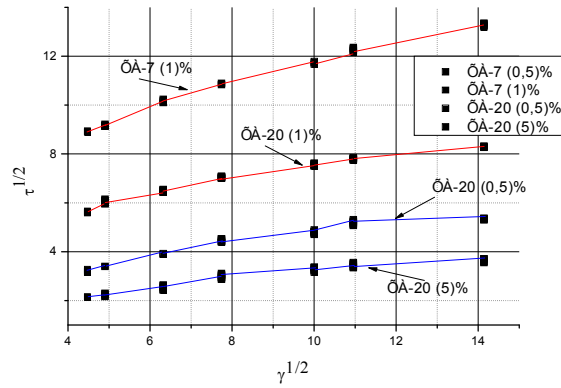 12
8
4
τ1/2
4
6
8
10
12
14
γ1/2
ÕÀ-7 (1)%
ÕÀ-20 (1)%
ÕÀ-20 (0,5)%
ÕÀ-20 (5)%
ÕÀ-7 (0,5)%
ÕÀ-7 (1)%
ÕÀ-20 (0,5)%
ÕÀ-20 (5)%